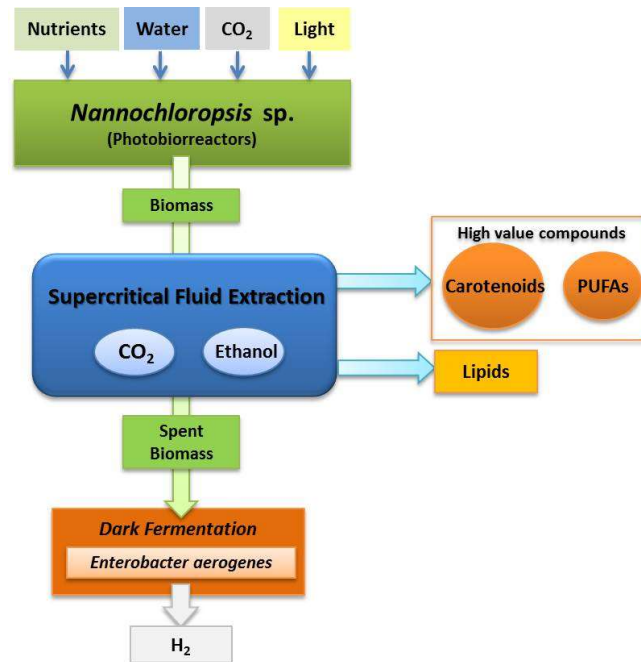 Nutrients
Water
CO₂
Light
Nannochloropsis sp.
(Photobiorreactors)
Biomass
High value compounds
Carotenoids
PUFAs
Supercritical Fluid Extraction
CO₂
Ethanol
Lipids
Spent
Biomass
Dark Fermentation
Enterobacter aerogenes
H₂